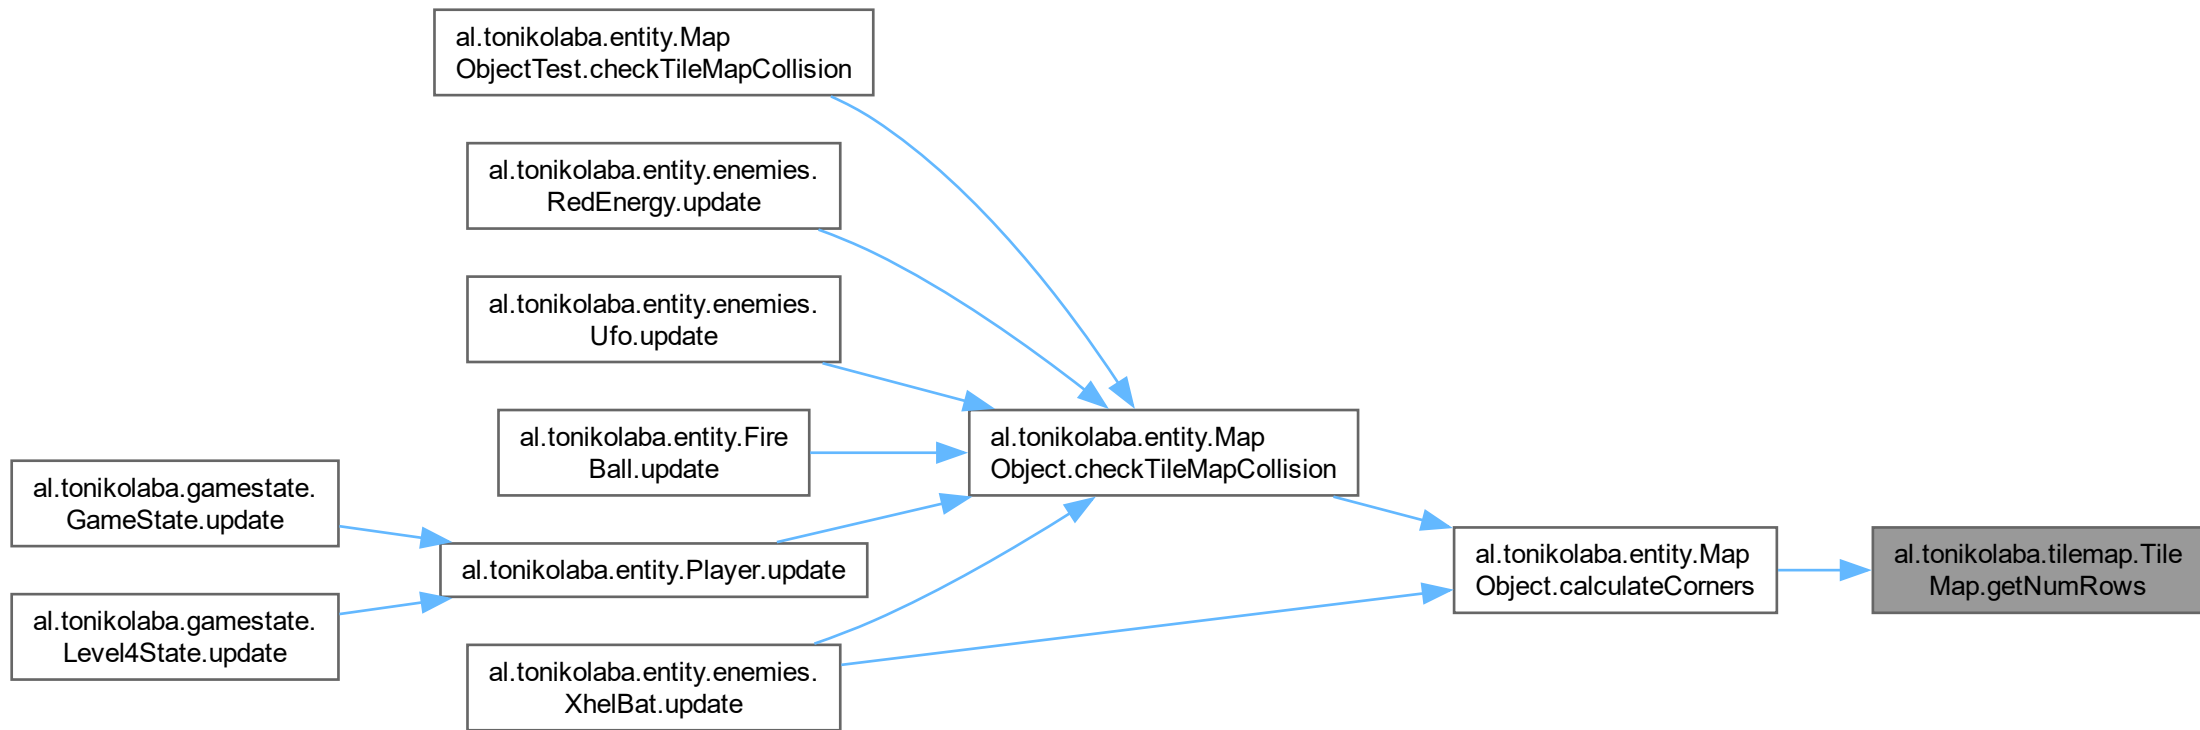 al.tonikolaba.entity.Map
ObjectTest.checkTileMapCollision
al.tonikolaba.entity.enemies.
RedEnergy.update
al.tonikolaba.entity.enemies.
Ufo.update
al.tonikolaba.entity.Fire
Ball.update
al.tonikolaba.entity.Map
Object.checkTileMapCollision
al.tonikolaba.gamestate.
GameState.update
al.tonikolaba.entity.Player.update
al.tonikolaba.entity.Map
Object.calculateCorners
al.tonikolaba.tilemap.Tile
Map.getNumRows
al.tonikolaba.gamestate.
Level4State.update
al.tonikolaba.entity.enemies.
XhelBat.update